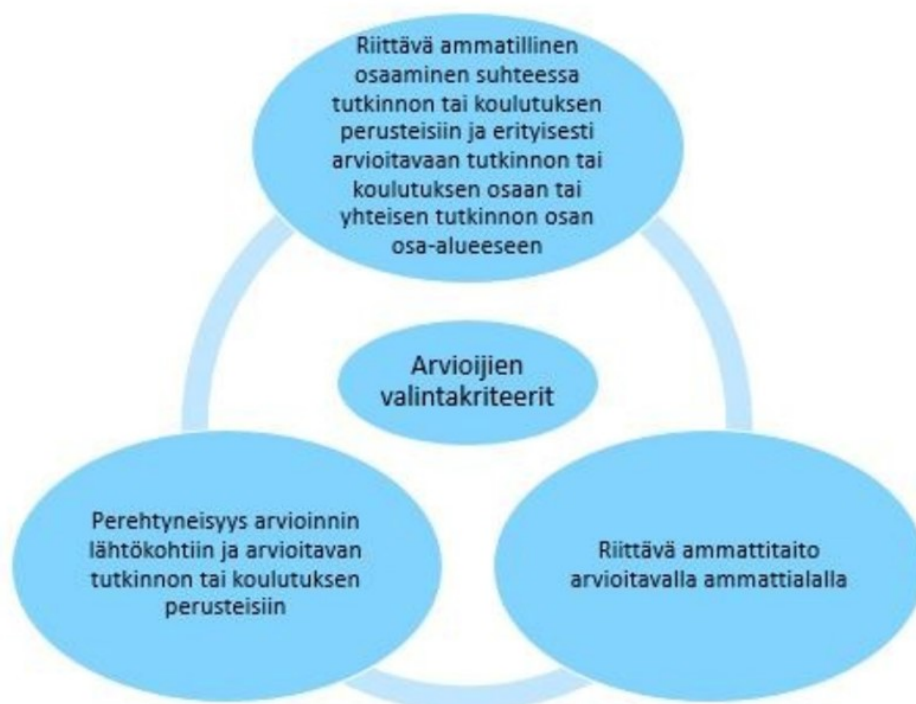 Riittävä ammatillinen
osaaminen suhteessa
tutkinnon tai koulutuksen
perusteisiin ja erityisesti
arvioitavaan tutkinnon tai
koulutuksen osaan tai
yhteisen tutkinnon osan
osa-alueeseen
Arvioijien
valintakriteerit
Perehtyneisyys arvioinnin
lähtökohtiin ja arvioitavan
tutkinnon tai koulutuksen
perusteisiin
Riittävä ammattitaito
arvioitavalla ammattialalla